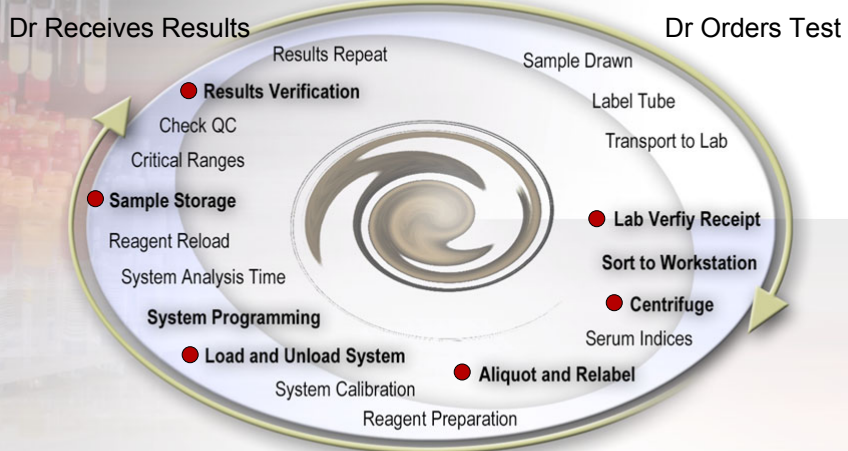 Dr Receives Results
Dr Orders Test
Sample Drawn
Label Tube
Transport to Lab
Lab Verfiy Receipt
Sort to Workstation
Centrifuge
Serum Indices
Aliquot and Relabel
Reagent Preparation
System Calibration
Load and Unload System
System Programming
System Analysis Time
Reagent Reload
Sample Storage
Critical Ranges
Check QC
Results Verification
Results Repeat